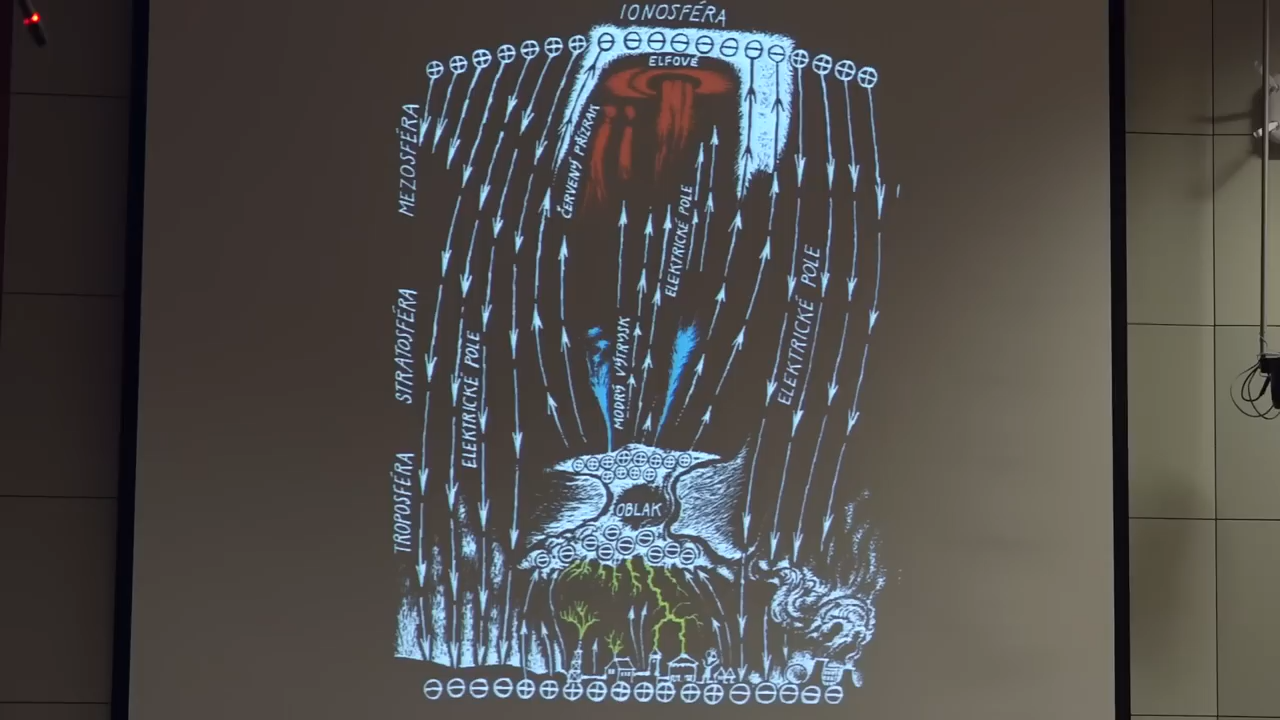 IONOSFÉRA
ELFOVÉ
MEZOSFÉRA
ČERVENÝ PŘÍZRAK
ELEKTRICKÉ POLE
ELEKTRICKÉ POLE
STRATOSFÉRA
ELEKTRICKÉ POLE
MODRÝ VÝTRYSK
TROPOSFÉRA
OBLAK